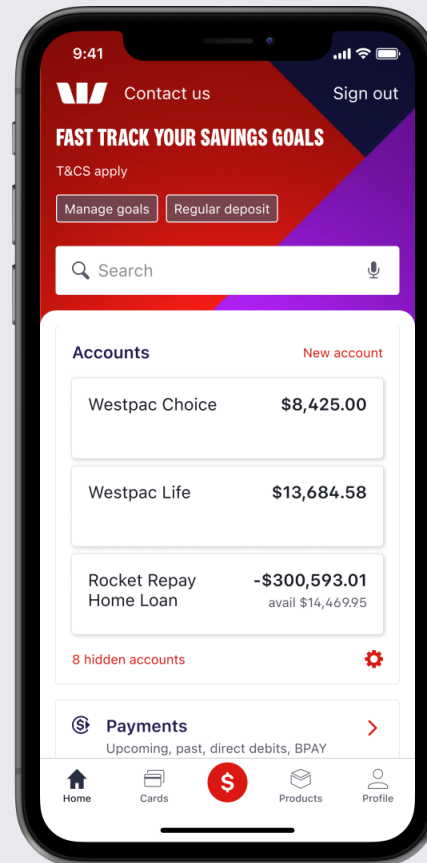 9:41
Contact us
Sign out
FAST TRACK YOUR SAVINGS GOALS
T&CS apply
Manage goals
Regular deposit
Search
Accounts
New account
Westpac Choice
$8,425.00
Westpac Life
$13,684.58
Rocket Repay
Home Loan
-$300,593.01
avail $14,469.95
8 hidden accounts
Payments
Upcoming, past, direct debits, BPAY
Home
Cards
$
Products
Profile